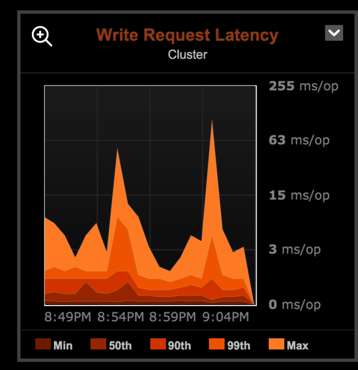 Write Request Latency
Cluster
255 ms/op
63 ms/op
15 ms/op
3 ms/op
0 ms/op
8:49PM 8:54PM 8:59PM 9:04PM
Min 50th 90th 99th Max